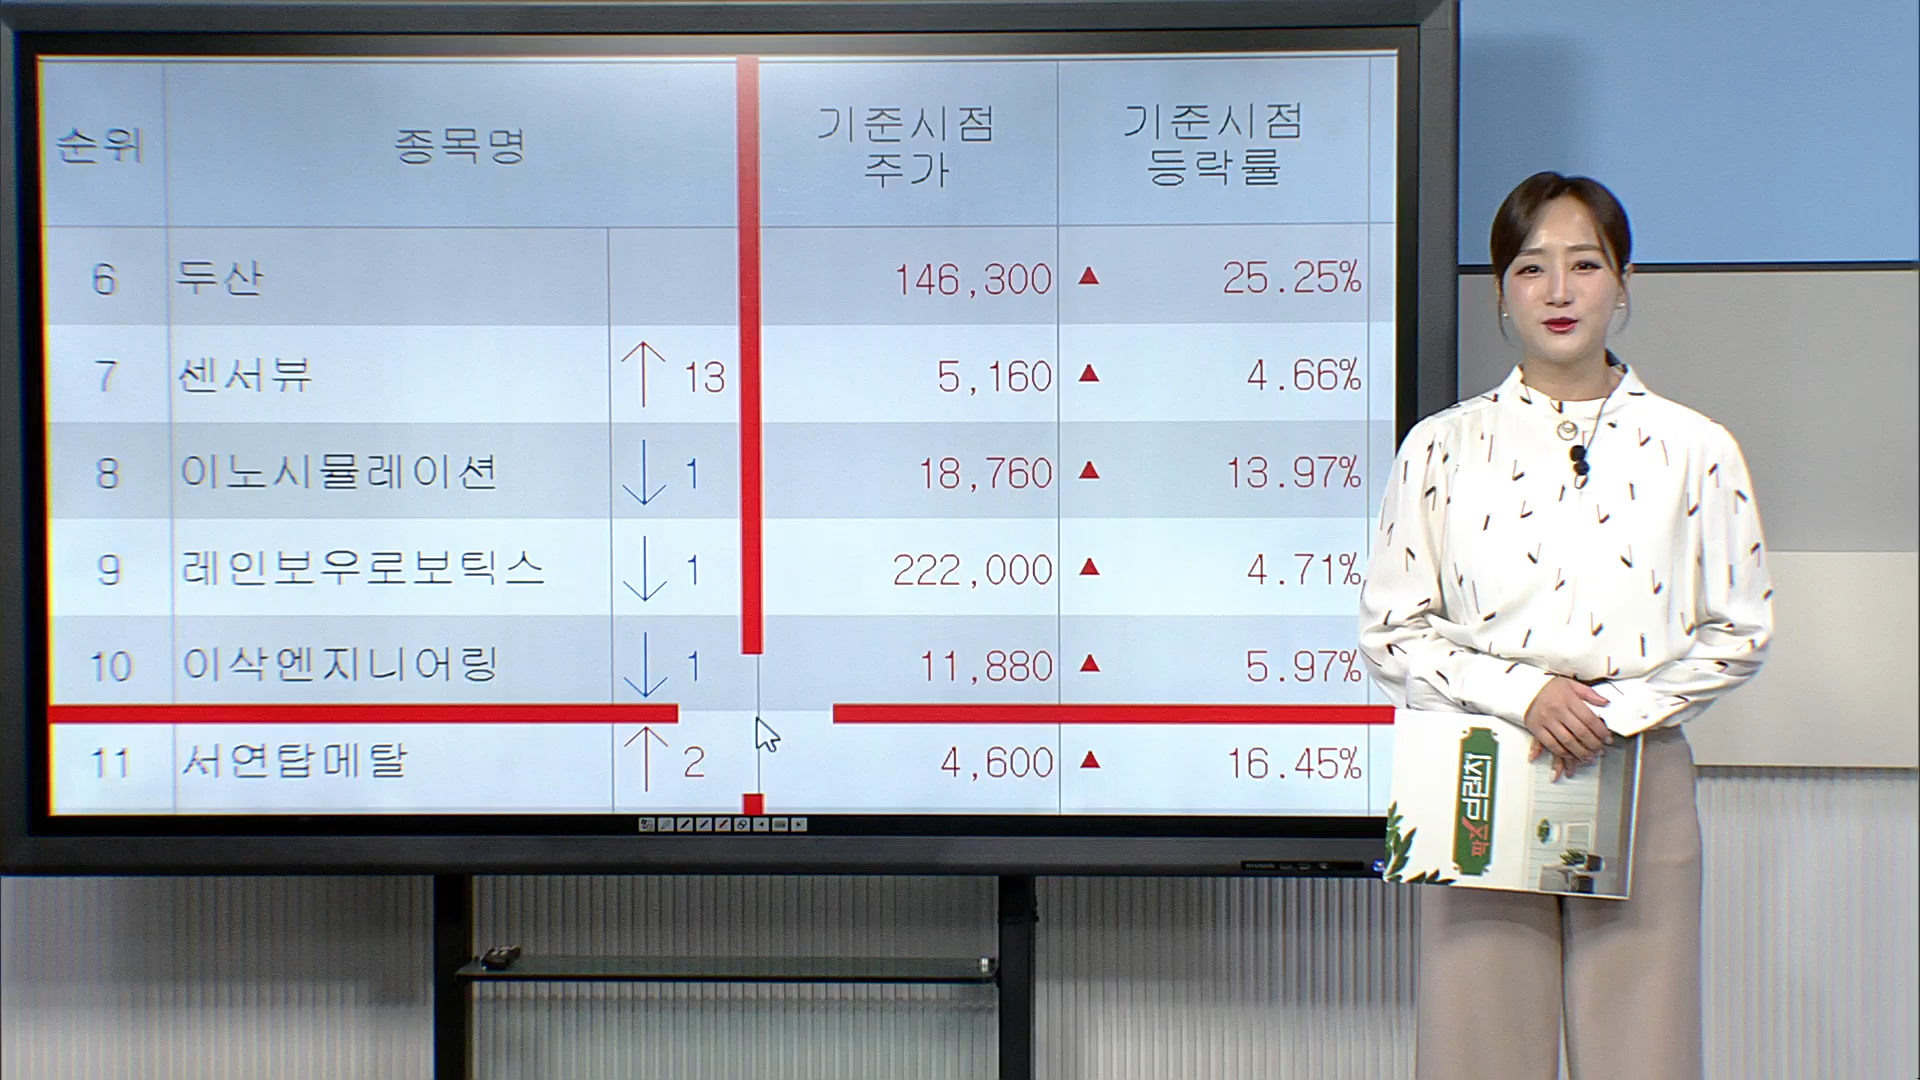 순위 종목명 기준시점 주가 기준시점 등락률
6 두산 146,300 ▲ 25.25%
7 센서뷰 ↑ 13 5,160 ▲ 4.66%
8 이노시뮬레이션 ↓ 1 18,760 ▲ 13.97%
9 레인보우로보틱스 ↓ 1 222,000 ▲ 4.71%
10 이삭엔지니어링 ↓ 1 11,880 ▲ 5.97%
11 서연탑메탈 ↑ 2 4,600 ▲ 16.45%